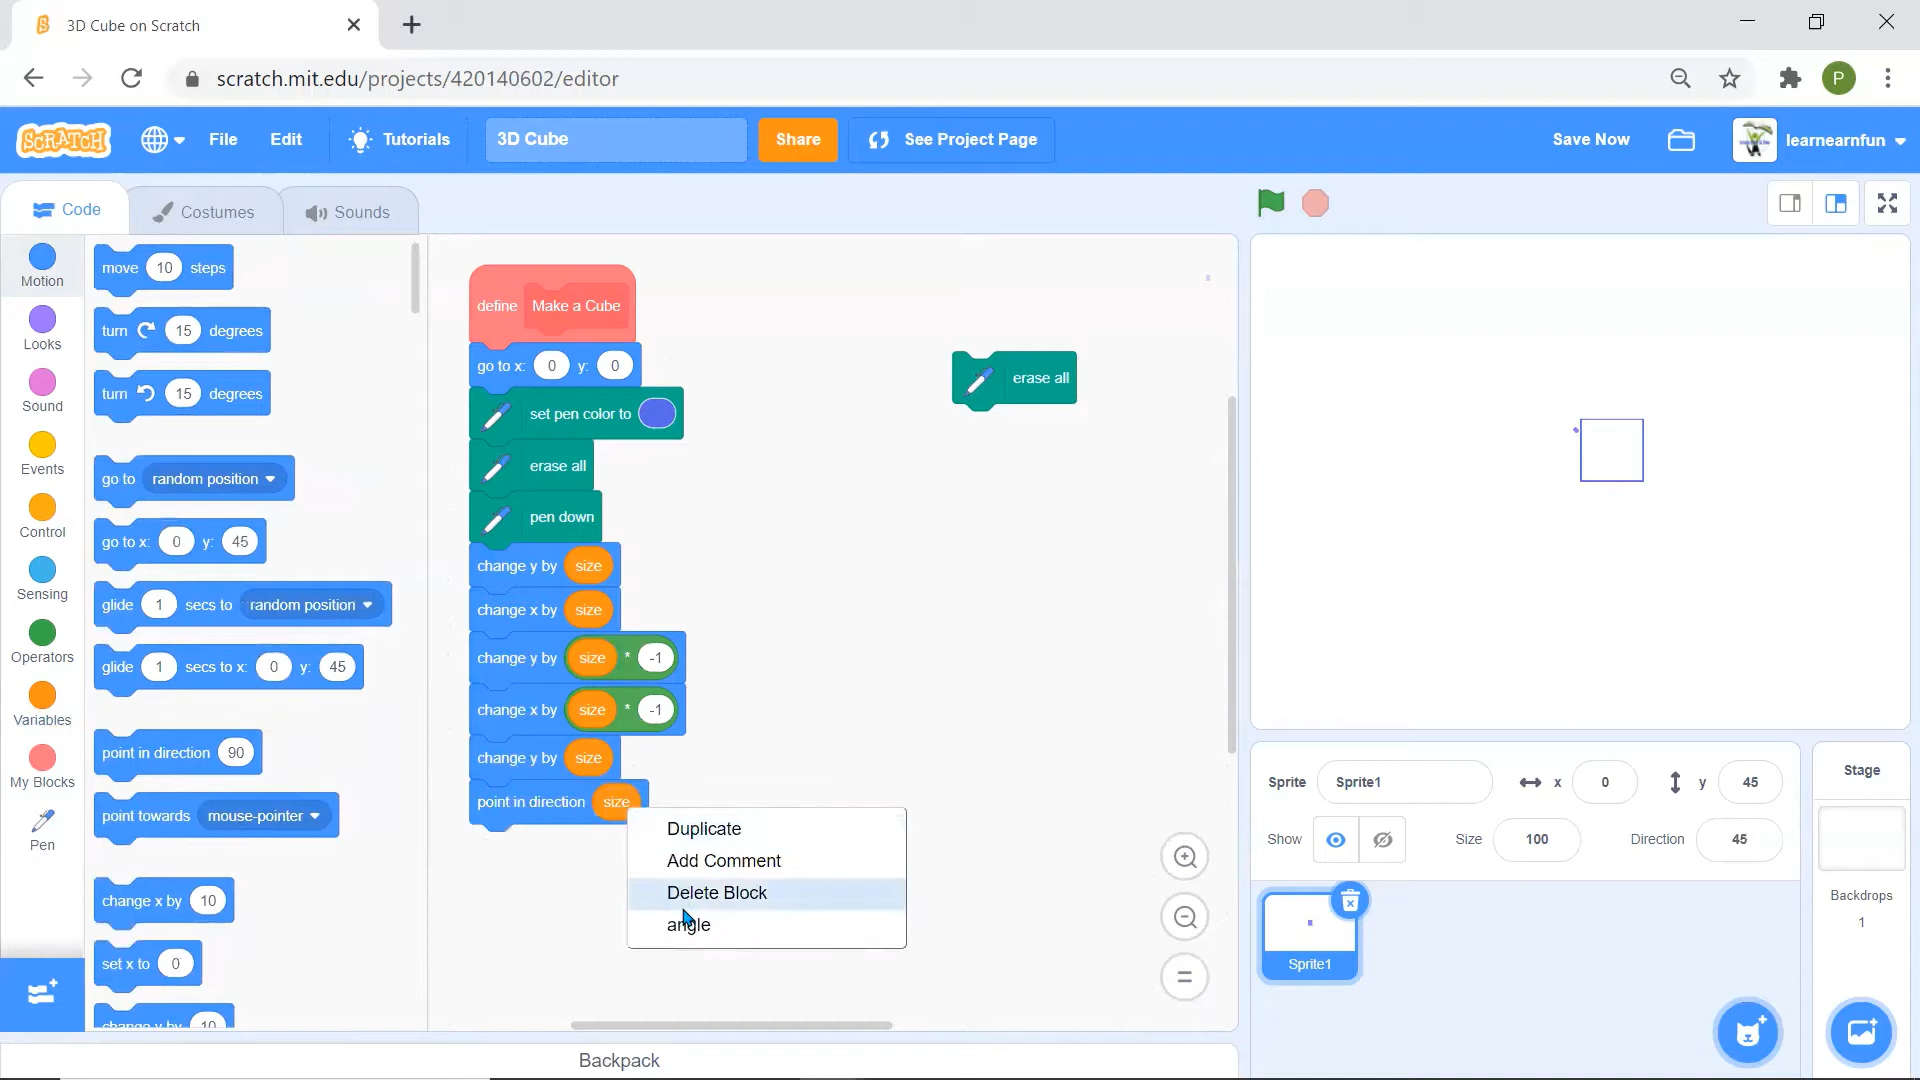 3D Cube on Scratch
scratch.mit.edu/projects/420140602/editor
P
SCRATCH
File
Edit
Tutorials
3D Cube
Share
See Project Page
Save Now
learnearnfun
Code
Costumes
Sounds
Motion
Looks
Sound
Events
Control
Sensing
Operators
Variables
My Blocks
Pen
move 10 steps
turn 15 degrees
turn 15 degrees
go to random position
go to x: 0 y: 45
glide 1 secs to random position
glide 1 secs to x: 0 y: 45
point in direction 90
point towards mouse-pointer
change x by 10
set x to 0
change y by 10
define Make a Cube
go to x: 0 y: 0
set pen color to
erase all
pen down
change y by size
change x by size
change y by size * -1
change x by size * -1
change y by size
point in direction size
erase all
Duplicate
Add Comment
Delete Block
angle
Backpack
Sprite Sprite1 x 0 y 45
Show Size 100 Direction 45
Sprite1
Stage
Backdrops
1